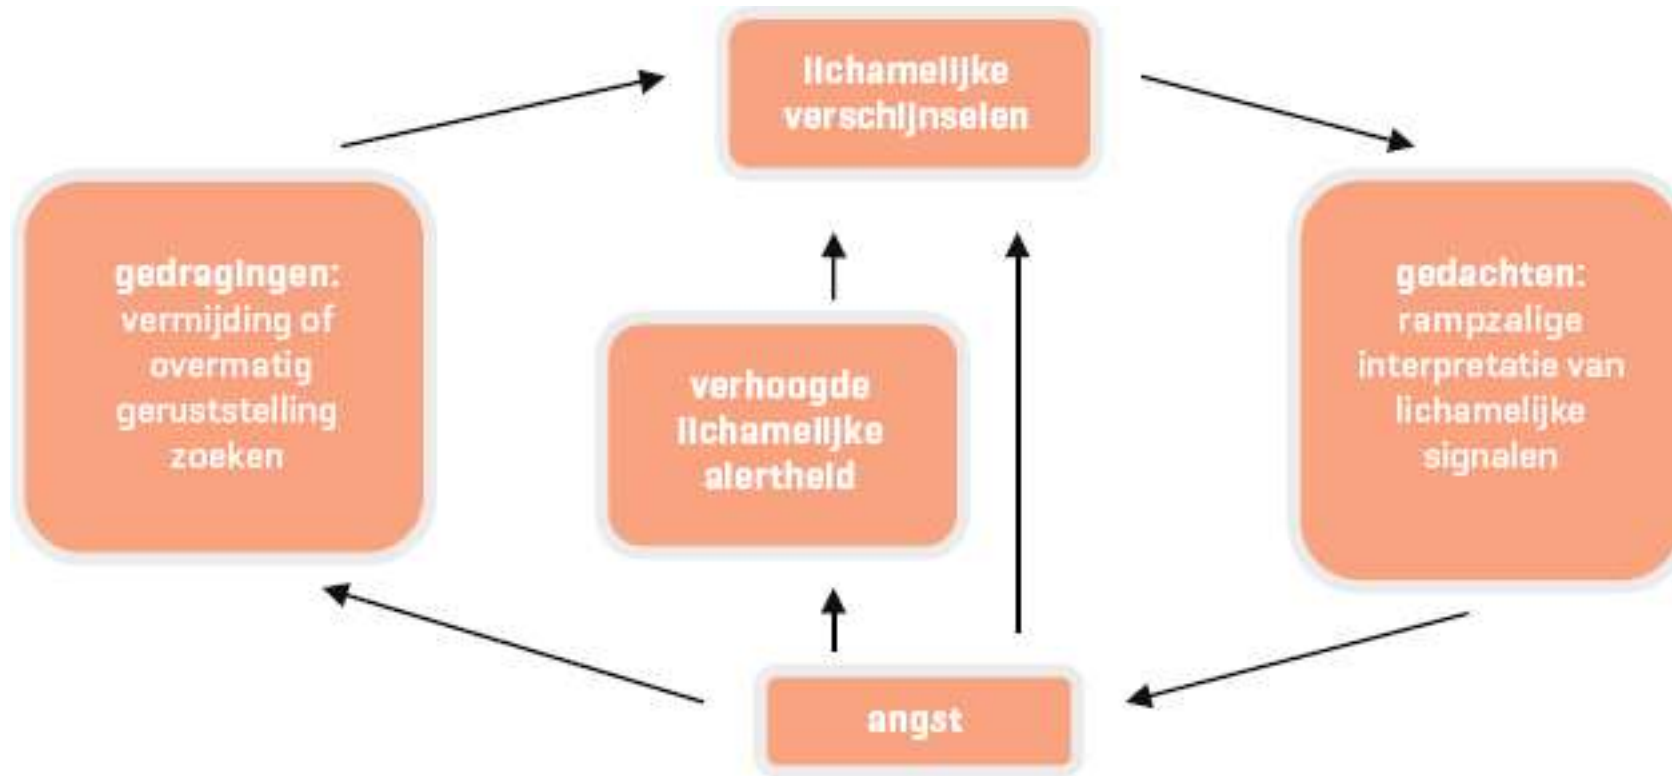 lichamelijke
verschijnselen
gedragingen:
vermijding of
overmatig
geruststelling
zoeken
verhoogde
lichamelijke
alertheid
gedachten:
rampzalige
interpretatie van
lichamelijke
signalen
angst